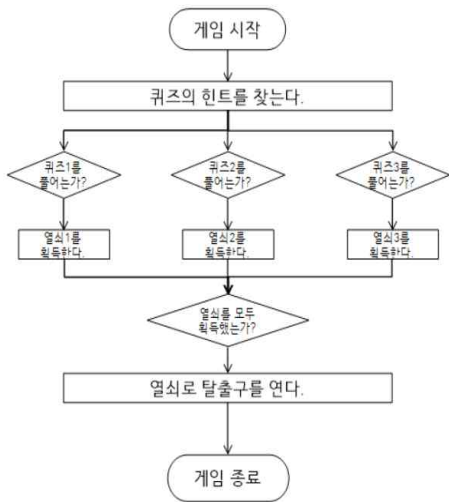 게임 시작
퀴즈의 힌트를 찾는다.
퀴즈1를
풀어는가?
퀴즈2를
풀어는가?
퀴즈3를
풀어는가?
열쇠1를
획득하다.
열쇠2를
획득하다.
열쇠3를
획득하다.
열쇠를 모두
획득했는가?
열쇠로 탈출구를 연다.
게임 종료